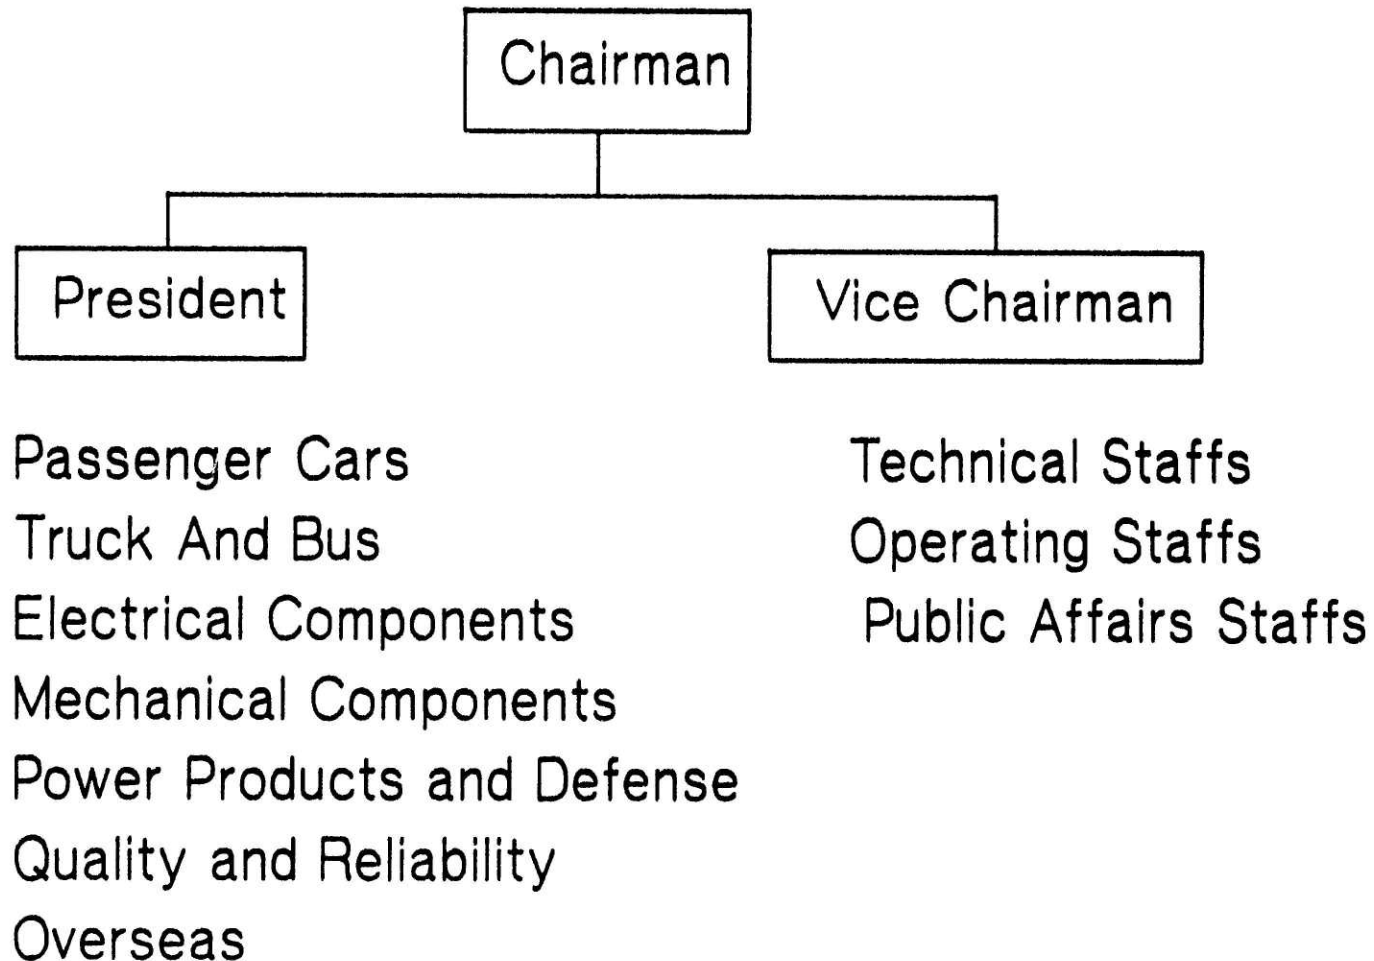 Chairman
President
Vice Chairman
Passenger Cars
Truck And Bus
Electrical Components
Mechanical Components
Power Products and Defense
Quality and Reliability
Overseas
Technical Staffs
Operating Staffs
Public Affairs Staffs